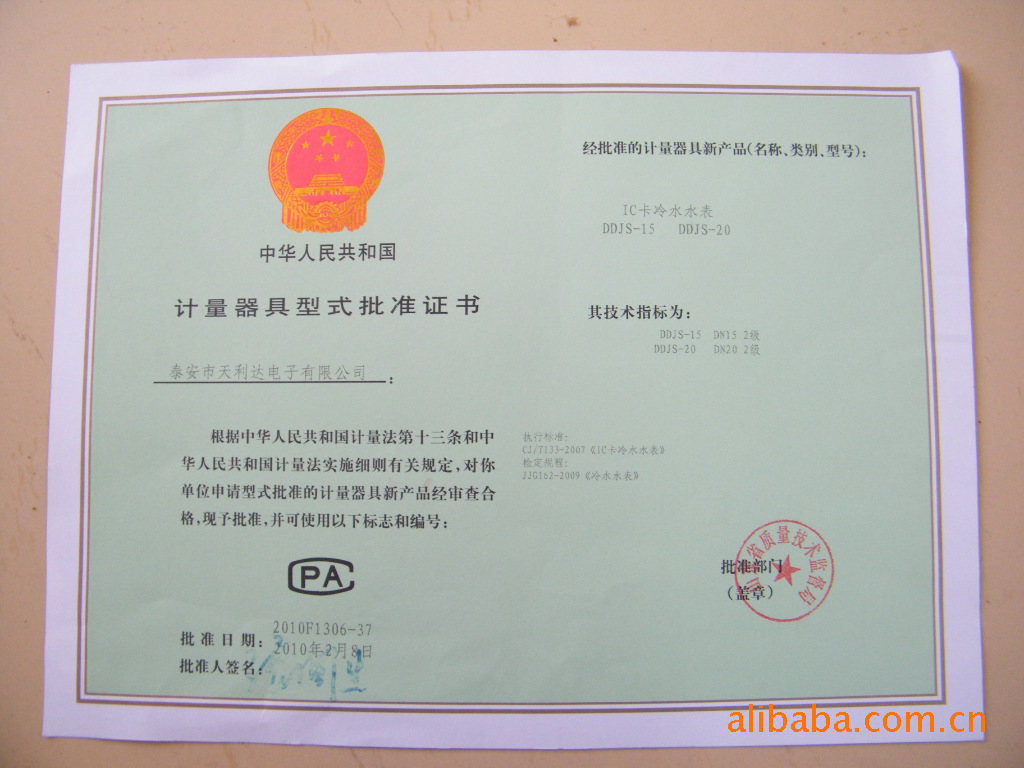 中华人民共和国
计量器具型式批准证书
泰安市天利达电子有限公司：
根据中华人民共和国计量法第十三条和中
华人民共和国计量法实施细则有关规定，对你
单位申请型式批准的计量器具新产品经审查合
格，现予批准，并可使用以下标志和编号：
CPA
2010F1306-37
批准日期：2010年2月8日
批准人签名：
经批准的计量器具新产品(名称、类别、型号)：
IC卡冷水水表
DDJS-15 DDJS-20
其技术指标为：
DDJS-15 DN15 2级
DDJS-20 DN20 2级
执行标准：
CJ/T133-2007《IC卡冷水水表》
检定规程：
JJG162-2009《冷水水表》
批准部门
（盖章）
省质量技术监督局
alibaba.com.cn